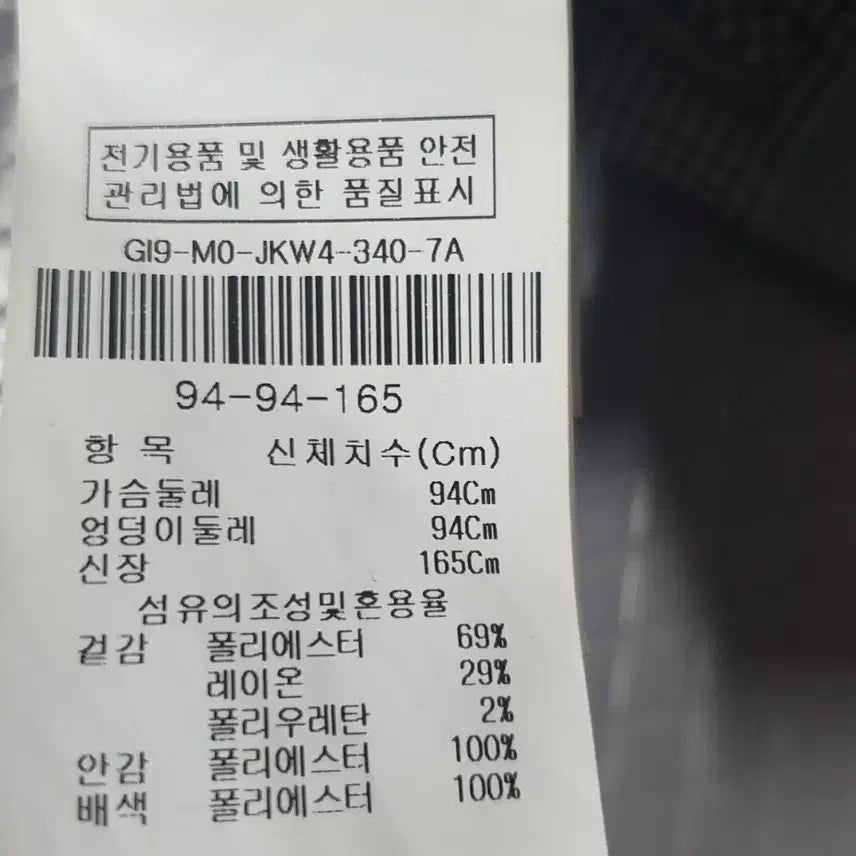 전기용품 및 생활용품 안전
관리법에 의한 품질표시
GI9-M0-JKW4-340-7A
94-94-165
항 목 신체치수(Cm)
가슴둘레 94Cm
엉덩이둘레 94Cm
신장 165Cm
섬유의조성및혼용율
겉감 폴리에스터 69%
레이온 29%
폴리우레탄 2%
안감 폴리에스터 100%
배색 폴리에스터 100%